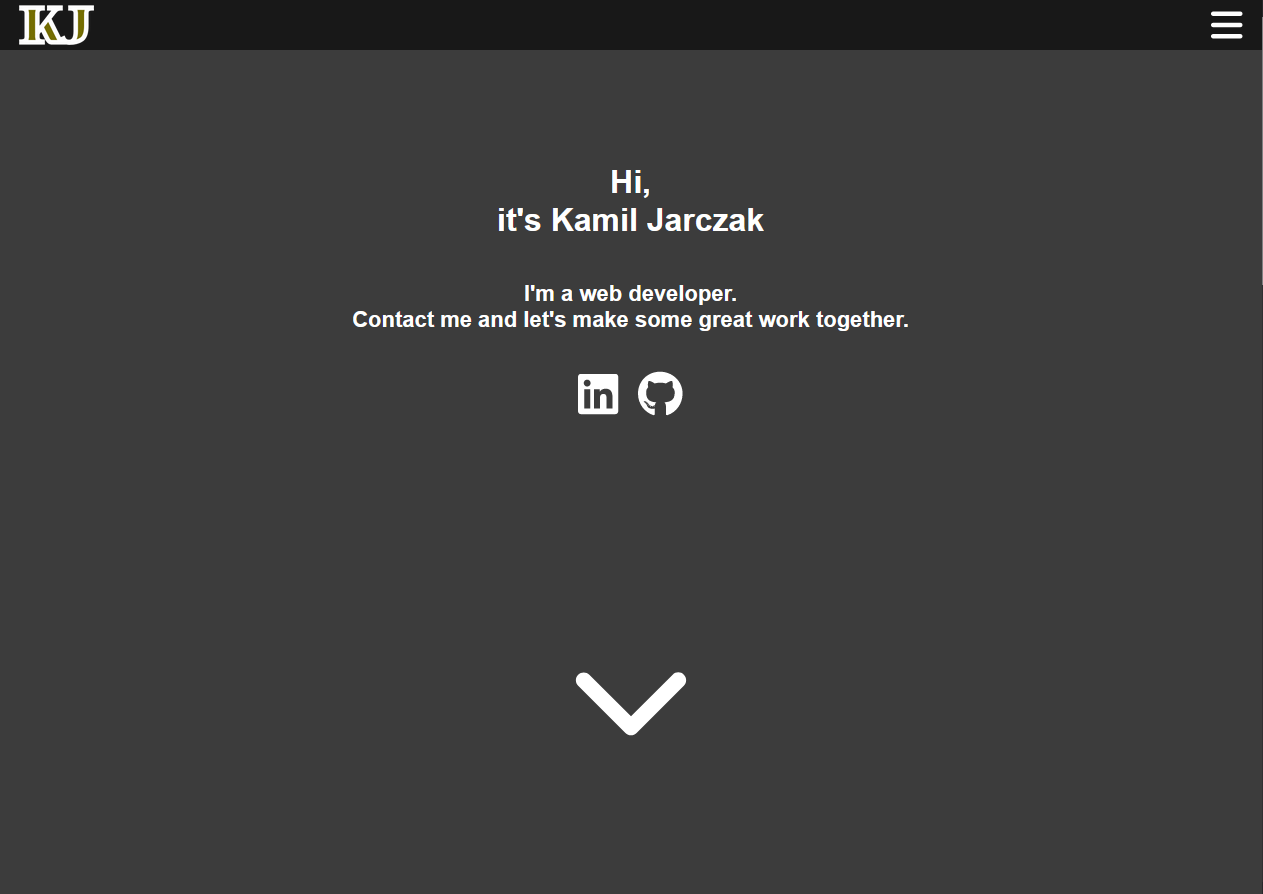 KJ
Hi,
it's Kamil Jarczak
I'm a web developer.
Contact me and let's make some great work together.
in